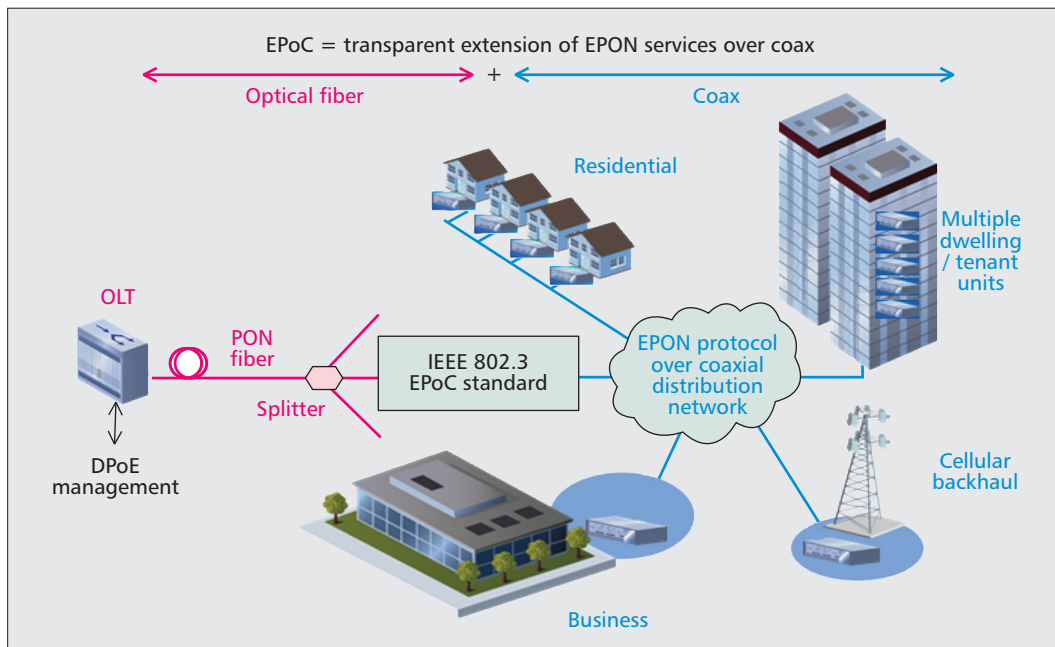 EPoC = transparent extension of EPON services over coax
+
Optical fiber
Coax
Residential
Multiple
dwelling
/ tenant
units
OLT
PON
fiber
IEEE 802.3
EPoC standard
EPON protocol
over coaxial
distribution
network
Splitter
DPoE
management
Cellular
backhaul
Business